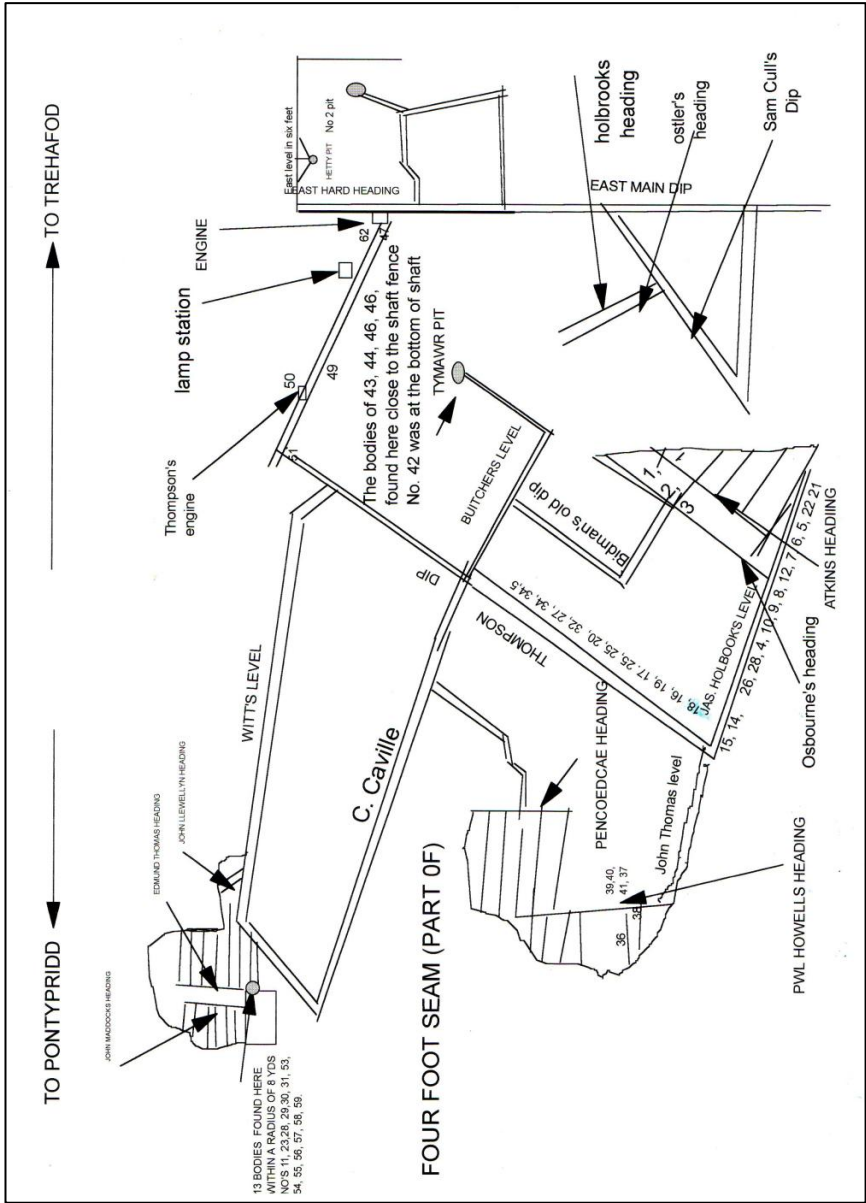 TO PONTYPRIDD
TO TREHAFOD
JOHN MADDOCKS HEADING
EDMUND THOMAS HEADING
JOHN LLEWELLYN HEADING
WITT'S LEVEL
Thompson's
engine
lamp station
ENGINE
East level in six feet
HETTY PIT
No 2 pit
EAST HARD HEADING
62
47
50
49
51
The bodies of 43, 44, 46, 46,
found here close to the shaft fence
No. 42 was at the bottom of shaft
TYMAWR PIT
13 BODIES FOUND HERE
WITHIN A RADIUS OF 8 YDS
NO'S 11, 23,28, 29,30, 31, 53,
54, 55, 56, 57, 58, 59.
C. Caville
DIP
THOMPSON
BUITCHERS LEVEL
Bidman's old dip
EAST MAIN DIP
holbrooks
heading
ostler's
heading
Sam Cull's
Dip
FOUR FOOT SEAM (PART 0F)
PENCOEDCAE HEADING
18, 16, 19, 17. 25, 25, 20, 32, 27, 34, 34,5
JAS. HOLBOOK'S LEVEL
1,
2,
3
15, 14, 26, 28, 4, 10, 9, 8, 12, 7 6, 5, 22 21
John Thomas level
39,40,
41, 37
38
36
PWL HOWELLS HEADING
Osbourne's heading
ATKINS HEADIING